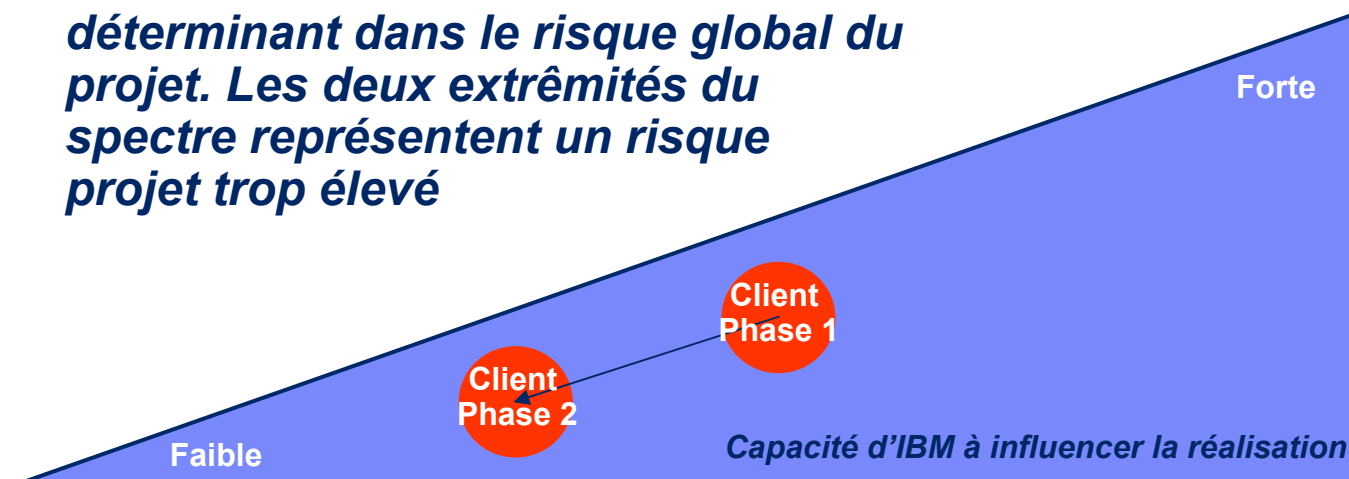 déterminant dans le risque global du
projet. Les deux extrêmités du
spectre représentent un risque
projet trop élevé
Forte
Client
Phase 1
Client
Phase 2
Faible
Capacité d’IBM à influencer la réalisation